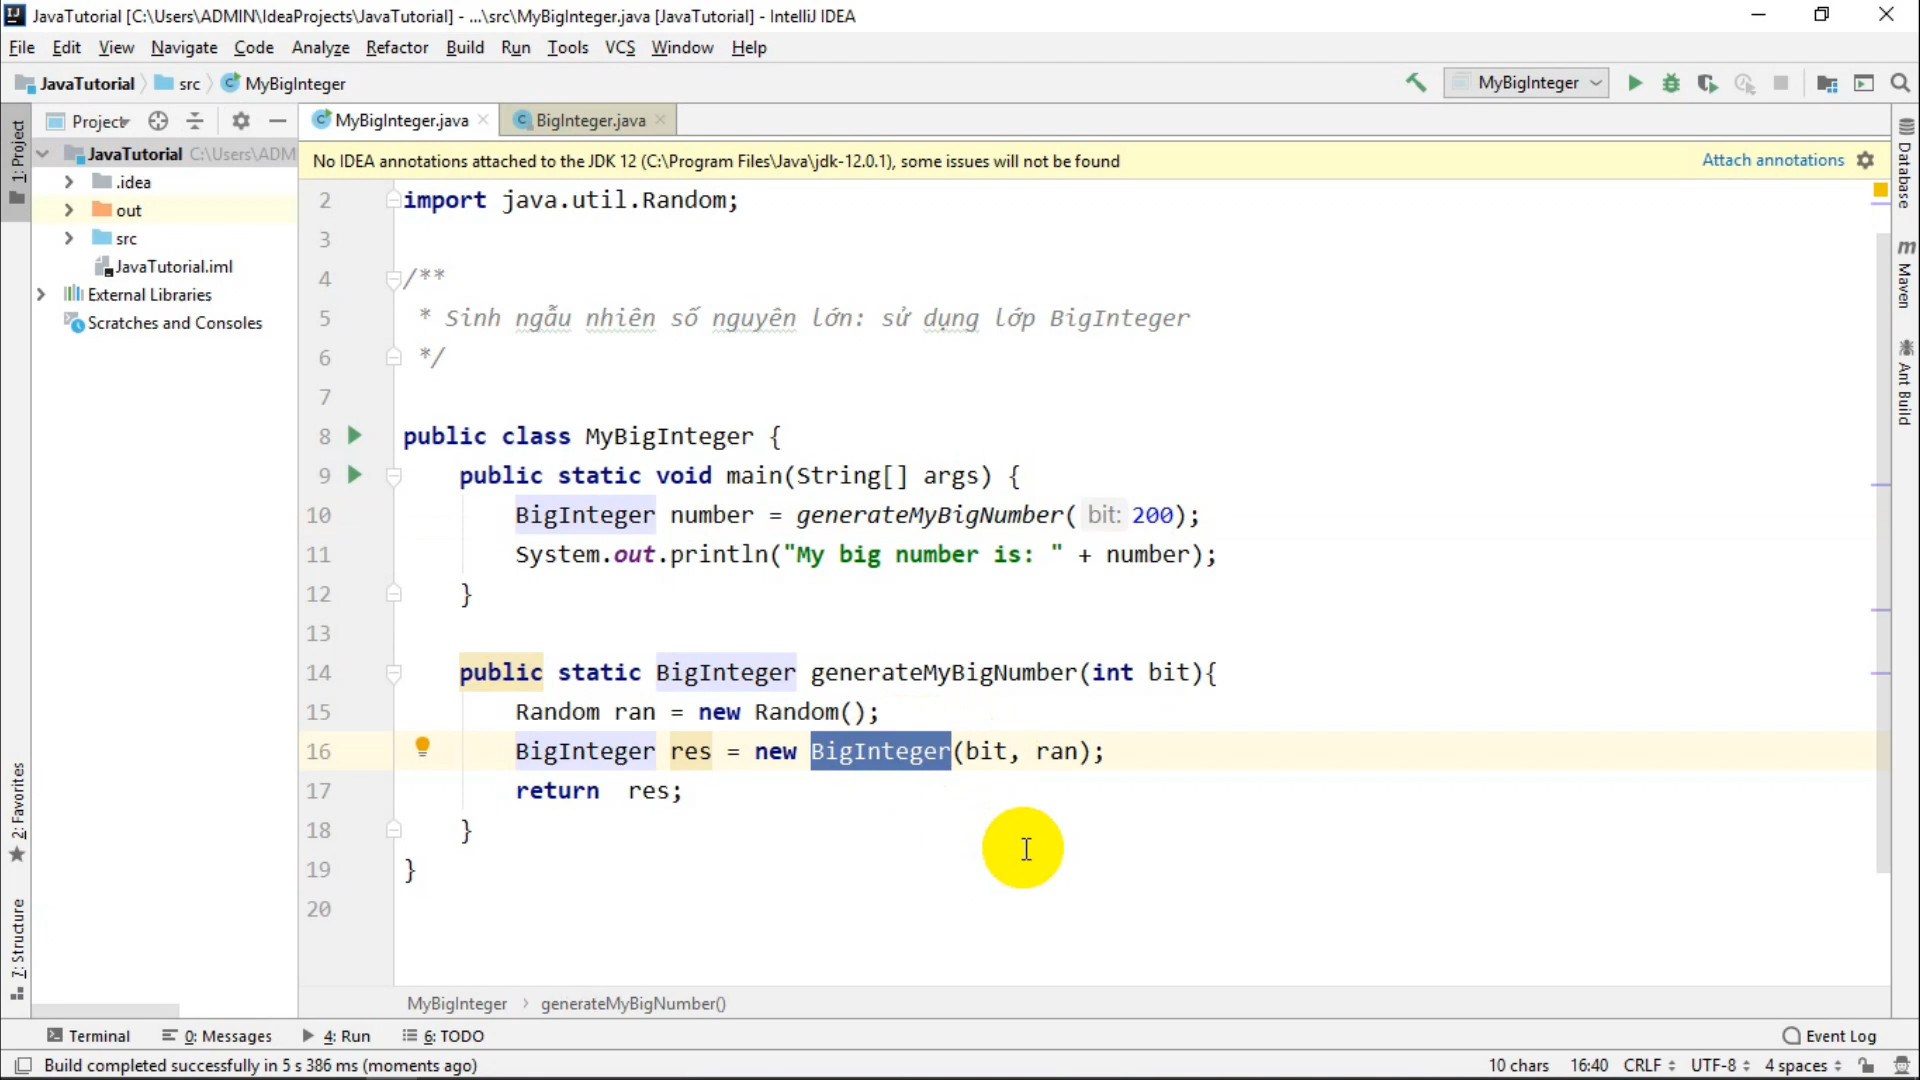 JavaTutorial [C:\Users\ADMIN\IdeaProjects\JavaTutorial] - ...\src\MyBigInteger.java [JavaTutorial] - IntelliJ IDEA
File Edit View Navigate Code Analyze Refactor Build Run Tools VCS Window Help
JavaTutorial src MyBigInteger MyBigInteger
1: Project
Project
MyBigInteger.java BigInteger.java
JavaTutorial C:\Users\ADM
.idea
out
src
JavaTutorial.iml
External Libraries
Scratches and Consoles
No IDEA annotations attached to the JDK 12 (C:\Program Files\Java\jdk-12.0.1), some issues will not be found Attach annotations
2 import java.util.Random;
3
4 /**
5 * Sinh ngẫu nhiên số nguyên lớn: sử dụng lớp BigInteger
6 */
7
8 public class MyBigInteger {
9 public static void main(String[] args) {
10 BigInteger number = generateMyBigNumber( bit: 200);
11 System.out.println("My big number is: " + number);
12 }
13
14 public static BigInteger generateMyBigNumber(int bit){
15 Random ran = new Random();
16 BigInteger res = new BigInteger(bit, ran);
17 return res;
18 }
19 }
20
MyBigInteger › generateMyBigNumber()
2: Favorites
7: Structure
Database
m Maven
Ant Build
Terminal 0: Messages 4: Run 6: TODO Event Log
Build completed successfully in 5 s 386 ms (moments ago) 10 chars 16:40 CRLF UTF-8 4 spaces